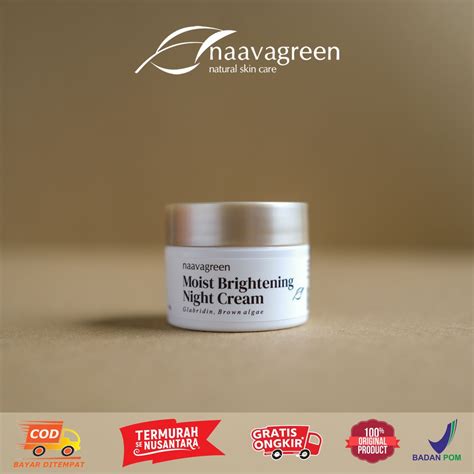 naavagreen
natural skin care
naavagreen
Moist Brightening
Night Cream
Glabridin, Brown algae
COD
BAYAR DITEMPAT
TERMURAH
SE NUSANTARA
GRATIS
ONGKIR
100%
ORIGINAL
PRODUCT
BADAN POM